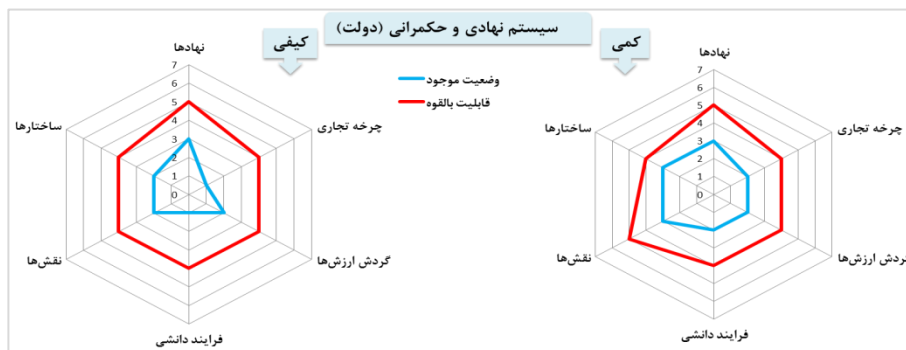 سیستم نهادی و حکمرانی (دولت)
کمی
کیفی
وضعیت موجود
قابلیت بالقوه
نهادها
7
6
5
4
3
2
1
0
چرخه تجاری
گردش ارزش‌ها
فرایند دانشی
نقش‌ها
ساختارها
نهادها
7
6
5
4
3
2
1
0
چرخه تجاری
گردش ارزش‌ها
فرایند دانشی
نقش‌ها
ساختارها